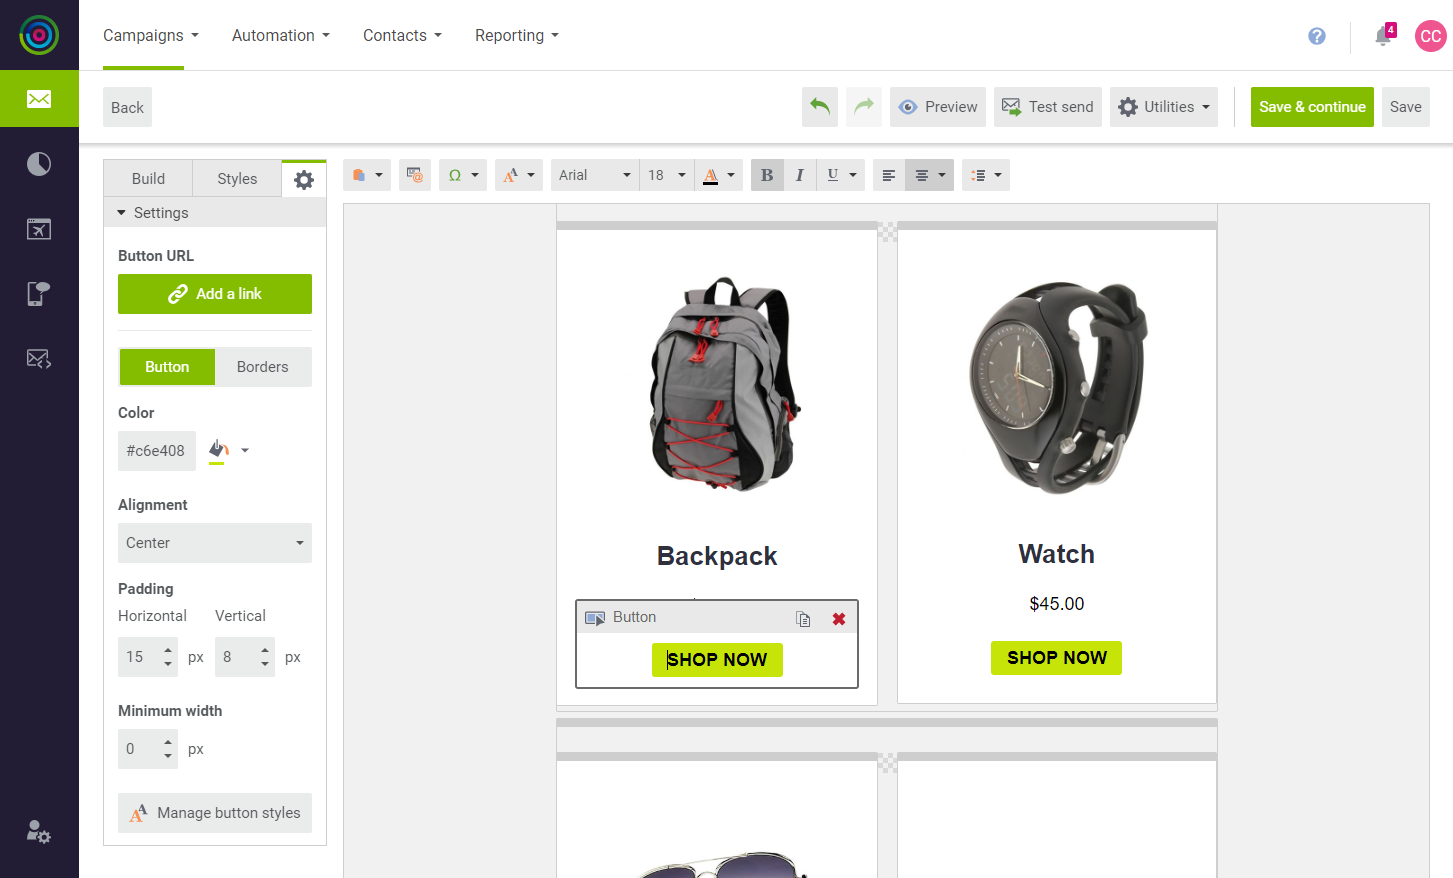 Campaigns Automation Contacts Reporting ? 4 CC
Back Preview Test send Utilities Save & continue Save
Build Styles Arial 18 A B I U
Settings
Button URL
Add a link
Button Borders
Color
#c6e408
Alignment
Center
Padding
Horizontal Vertical
15 px 8 px
Minimum width
0 px
Manage button styles
Backpack
Button
SHOP NOW
Watch
$45.00
SHOP NOW